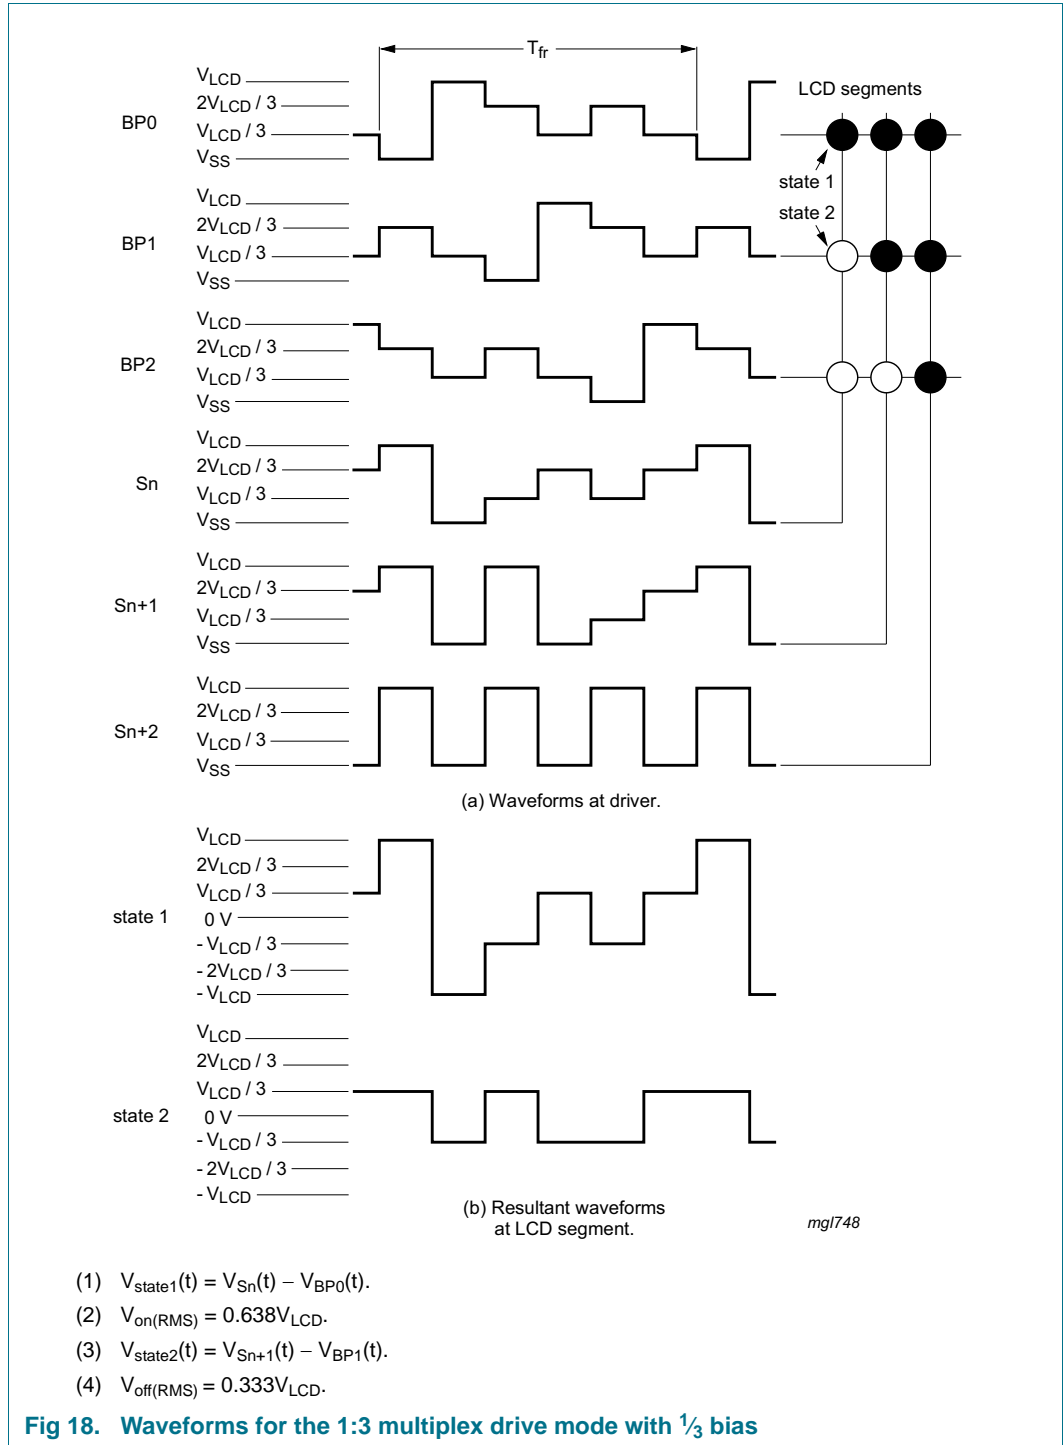 T_fr
V_LCD
2V_LCD / 3
BP0
V_LCD / 3
V_SS
LCD segments
state 1
V_LCD
2V_LCD / 3
BP1
V_LCD / 3
V_SS
state 2
V_LCD
2V_LCD / 3
BP2
V_LCD / 3
V_SS
V_LCD
2V_LCD / 3
Sn
V_LCD / 3
V_SS
V_LCD
2V_LCD / 3
Sn+1
V_LCD / 3
V_SS
V_LCD
2V_LCD / 3
Sn+2
V_LCD / 3
V_SS
(a) Waveforms at driver.
V_LCD
2V_LCD / 3
V_LCD / 3
state 1
0 V
- V_LCD / 3
- 2V_LCD / 3
- V_LCD
V_LCD
2V_LCD / 3
V_LCD / 3
state 2
0 V
- V_LCD / 3
- 2V_LCD / 3
- V_LCD
(b) Resultant waveforms
at LCD segment.
mgl748
(1) V_state1(t) = V_Sn(t) − V_BP0(t).
(2) V_on(RMS) = 0.638V_LCD.
(3) V_state2(t) = V_Sn+1(t) − V_BP1(t).
(4) V_off(RMS) = 0.333V_LCD.
Fig 18. Waveforms for the 1:3 multiplex drive mode with 1⁄3 bias